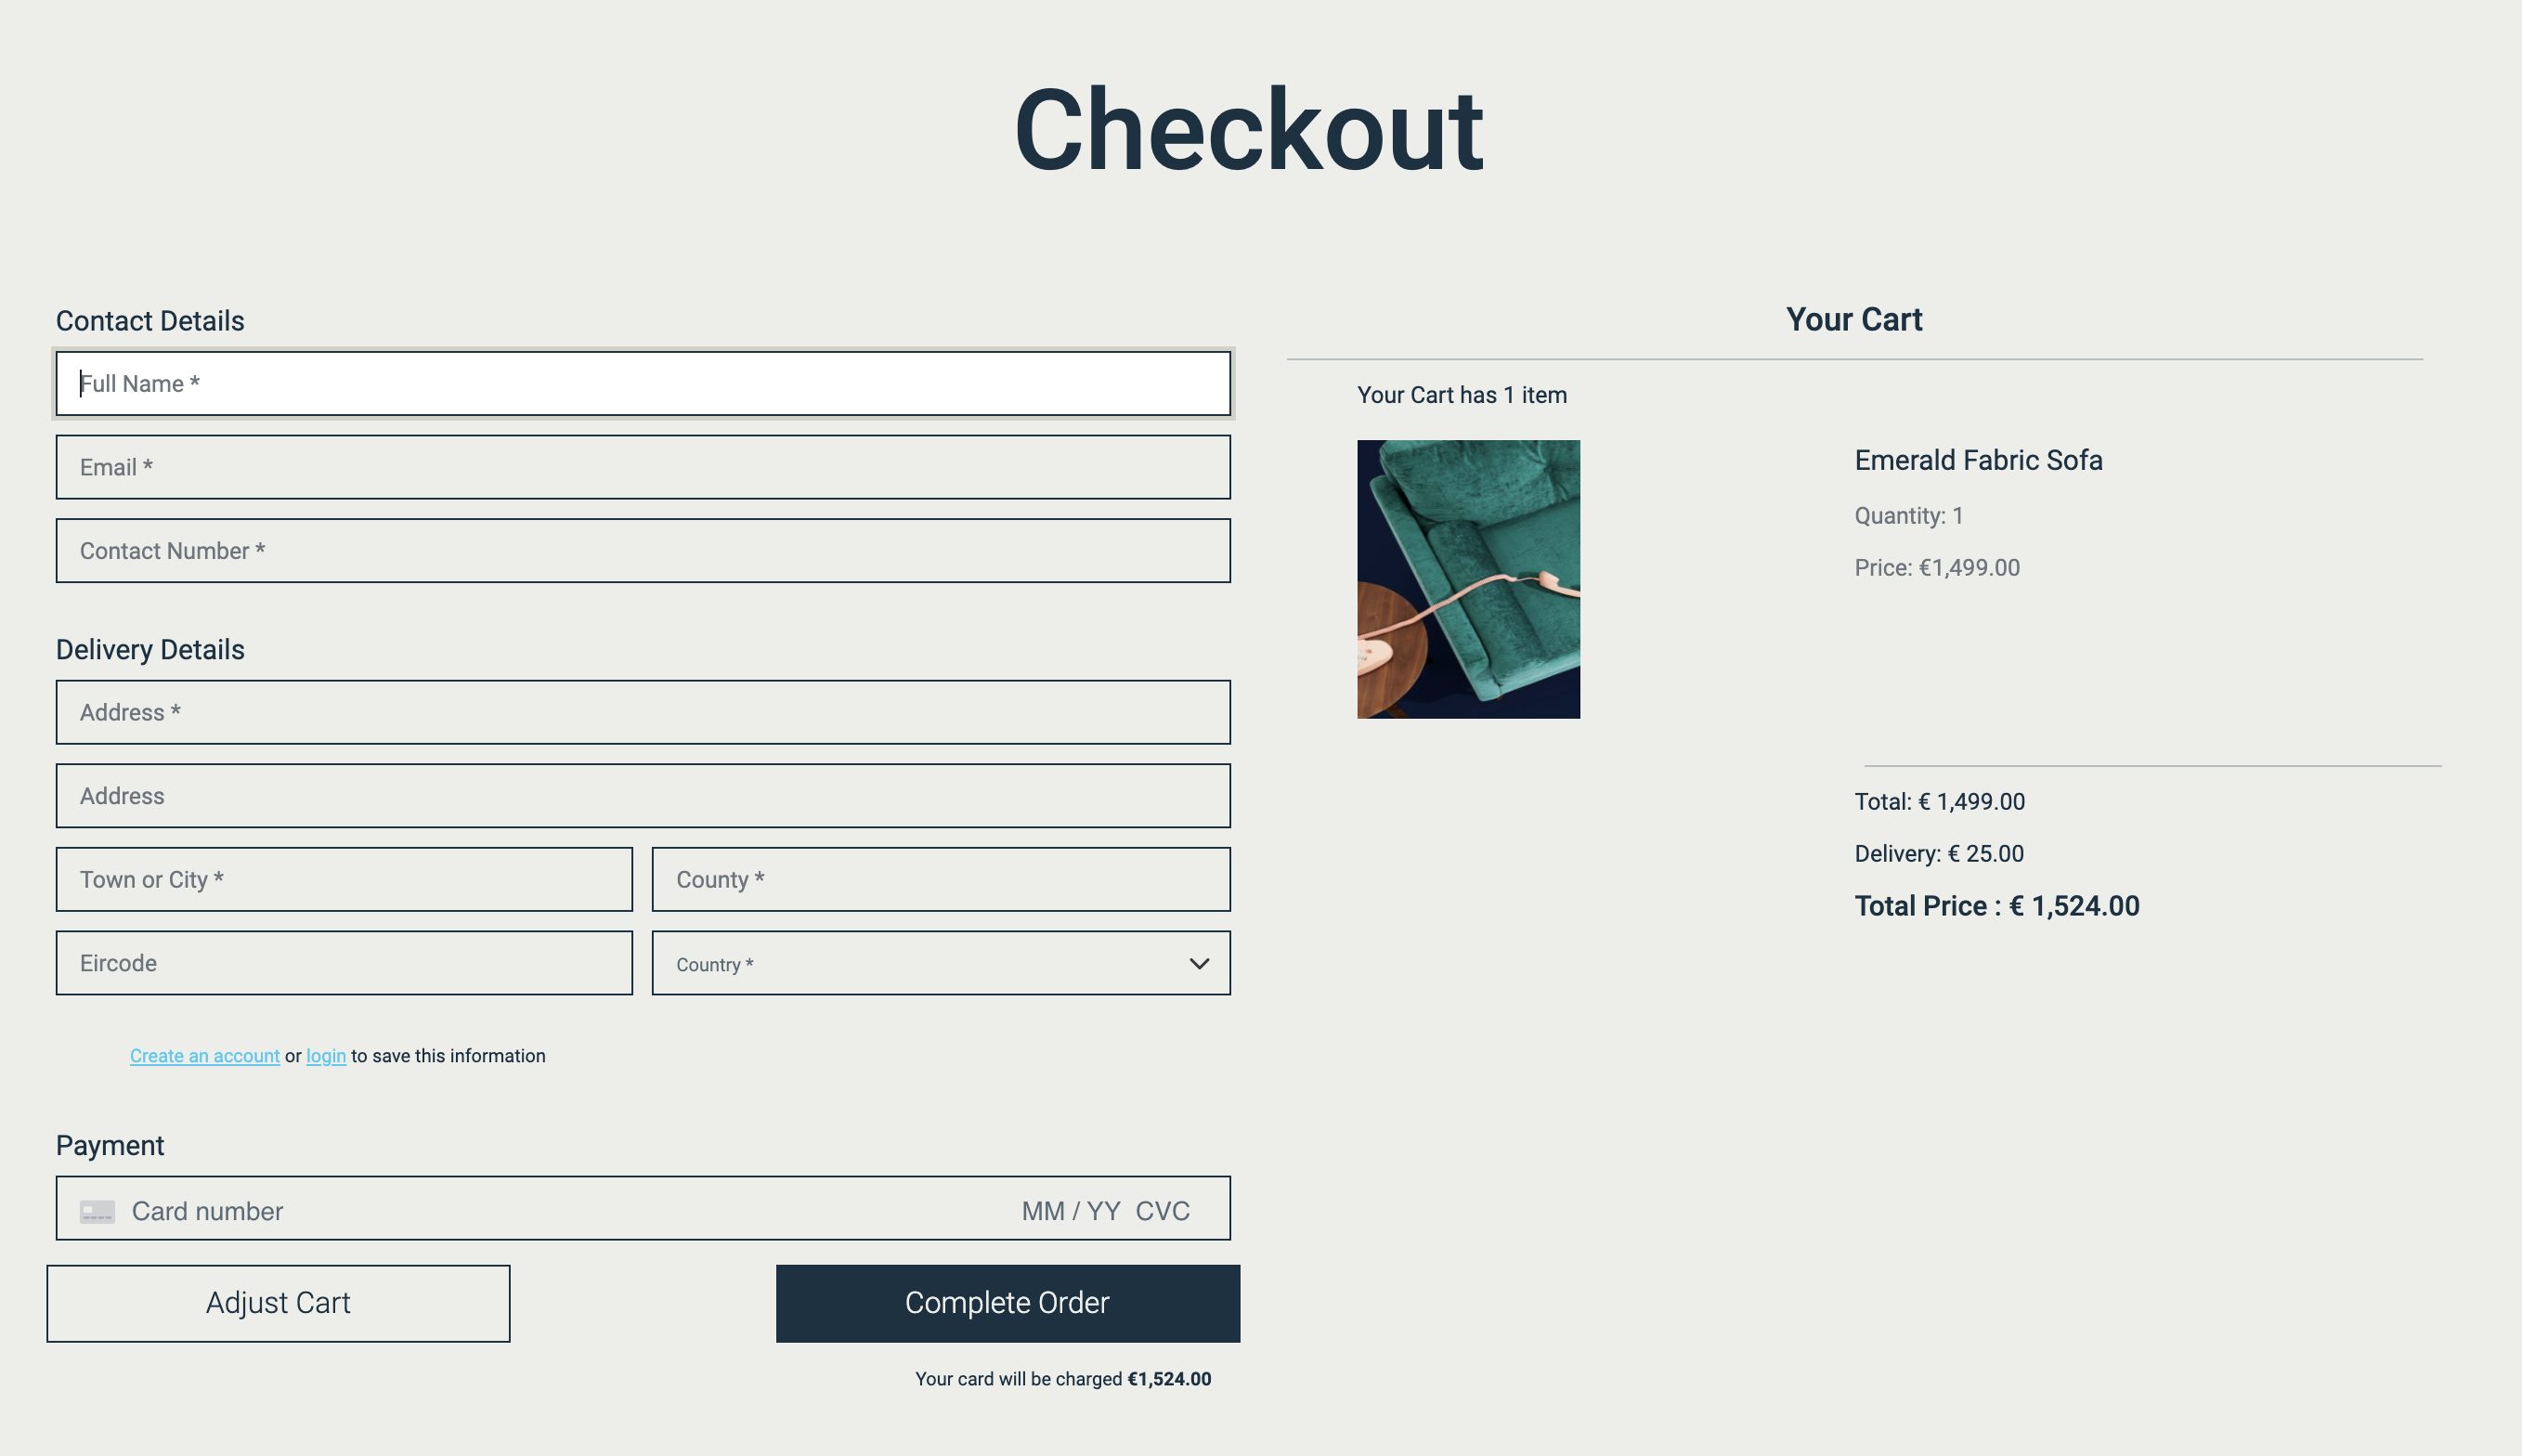 Checkout
Contact Details
Full Name *
Email *
Contact Number *
Delivery Details
Address *
Address
Town or City *
County *
Eircode
Country *
Create an account or login to save this information
Payment
Card number MM / YY CVC
Adjust Cart
Complete Order
Your card will be charged €1,524.00
Your Cart
Your Cart has 1 item
Emerald Fabric Sofa
Quantity: 1
Price: €1,499.00
Total: € 1,499.00
Delivery: € 25.00
Total Price : € 1,524.00